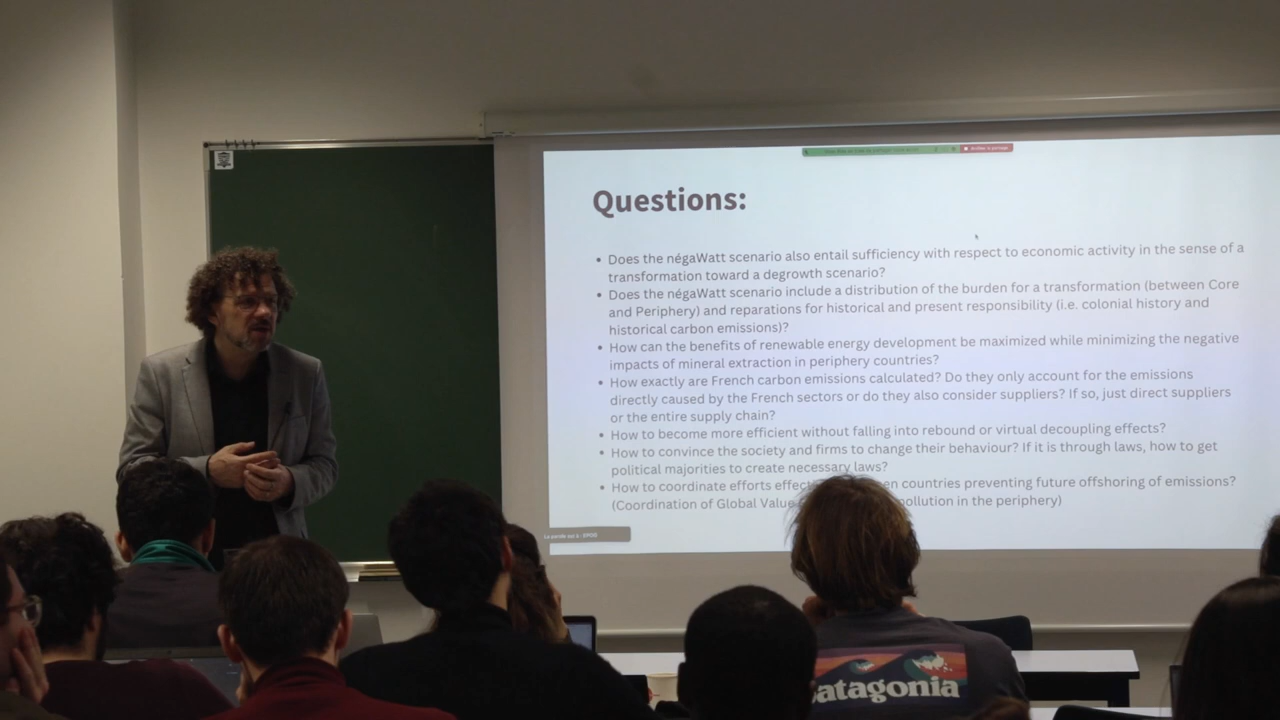 Questions:
• Does the négaWatt scenario also entail sufficiency with respect to economic activity in the sense of a
transformation toward a degrowth scenario?
• Does the négaWatt scenario include a distribution of the burden for a transformation (between Core
and Periphery) and reparations for historical and present responsibility (i.e. colonial history and
historical carbon emissions)?
• How can the benefits of renewable energy development be maximized while minimizing the negative
impacts of mineral extraction in periphery countries?
• How exactly are French carbon emissions calculated? Do they only account for the emissions
directly caused by the French sectors or do they also consider suppliers? If so, just direct suppliers
or the entire supply chain?
• How to become more efficient without falling into rebound or virtual decoupling effects?
• How to convince the society and firms to change their behaviour? If it is through laws, how to get
political majorities to create necessary laws?
• How to coordinate efforts countries preventing future offshoring of emissions?
(Coordination of Global Value pollution in the periphery)
La parole est à :
atagonia